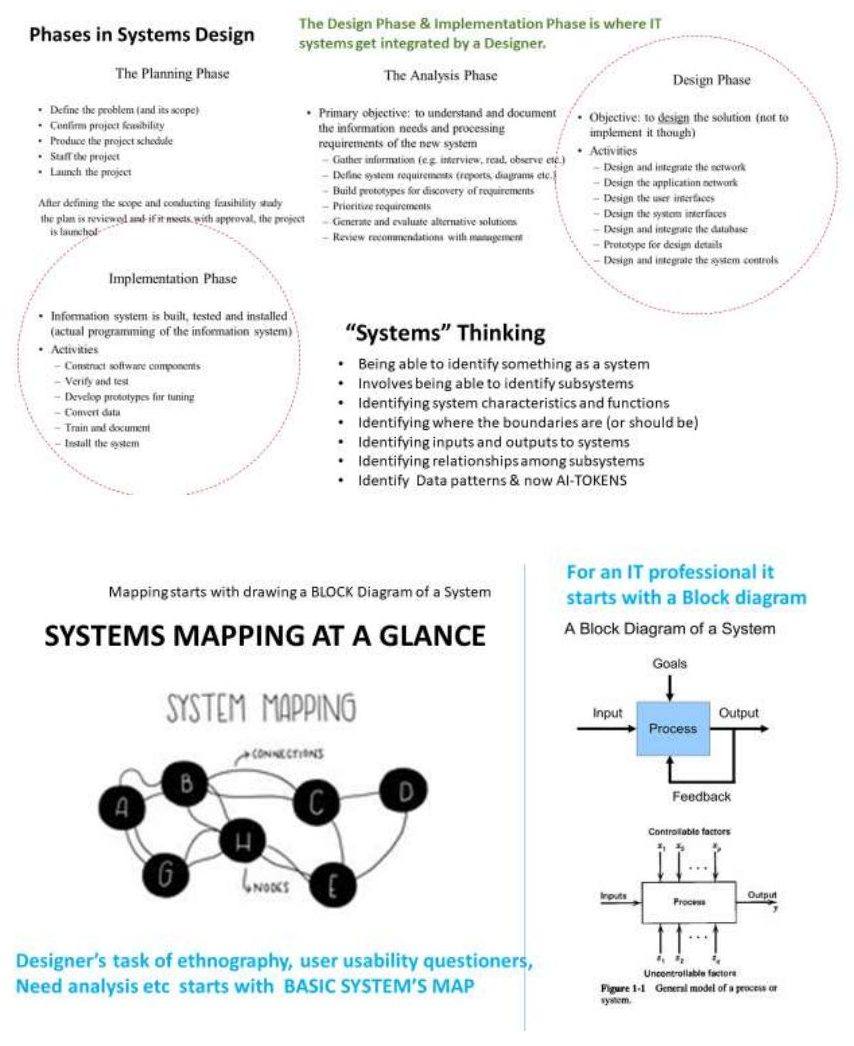 Phases in Systems Design
The Design Phase & Implementation Phase is where IT
systems get integrated by a Designer.
The Planning Phase
• Define the problem (and its scope)
• Confirm project feasibility
• Produce the project schedule
• Staff the project
• Launch the project
After defining the scope and conducting feasibility study
the plan is reviewed and if it meets with approval, the project
is launched
The Analysis Phase
• Primary objective: to understand and document
the information needs and processing
requirements of the new system
– Gather information (e.g. interview, read, observe etc.)
– Define system requirements (reports, diagrams etc.)
– Build prototypes for discovery of requirements
– Prioritize requirements
– Generate and evaluate alternative solutions
– Review recommendations with management
Design Phase
• Objective: to design the solution (not to
implement it though)
• Activities
– Design and integrate the network
– Design the application network
– Design the user interfaces
– Design the system interfaces
– Design and integrate the database
– Prototype for design details
– Design and integrate the system controls
Implementation Phase
• Information system is built, tested and installed
(actual programming of the information system)
• Activities
– Construct software components
– Verify and test
– Develop prototypes for tuning
– Convert data
– Train and document
– Install the system
“Systems” Thinking
• Being able to identify something as a system
• Involves being able to identify subsystems
• Identifying system characteristics and functions
• Identifying where the boundaries are (or should be)
• Identifying inputs and outputs to systems
• Identifying relationships among subsystems
• Identify Data patterns & now AI-TOKENS
Mapping starts with drawing a BLOCK Diagram of a System
SYSTEMS MAPPING AT A GLANCE
SYSTEM MAPPING
CONNECTIONS
A
B
C
D
H
G
E
NODES
Designer’s task of ethnography, user usability questioners,
Need analysis etc starts with BASIC SYSTEM’S MAP
For an IT professional it
starts with a Block diagram
A Block Diagram of a System
Goals
Input
Process
Output
Feedback
Controllable factors
x1 x2 ... xp
Inputs
Process
Output
y
...
z1 z2 zq
Uncontrollable factors
Figure 1-1 General model of a process or
system.